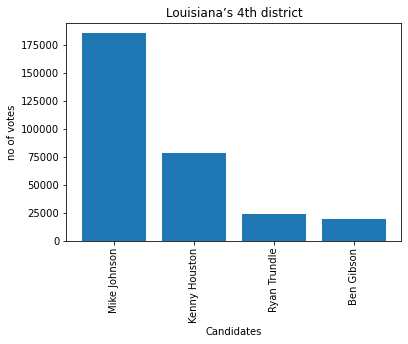 Louisiana’s 4th district
no of votes
175000
150000
125000
100000
75000
50000
25000
0
Mike Johnson
Kenny Houston
Ryan Trundle
Ben Gibson
Candidates